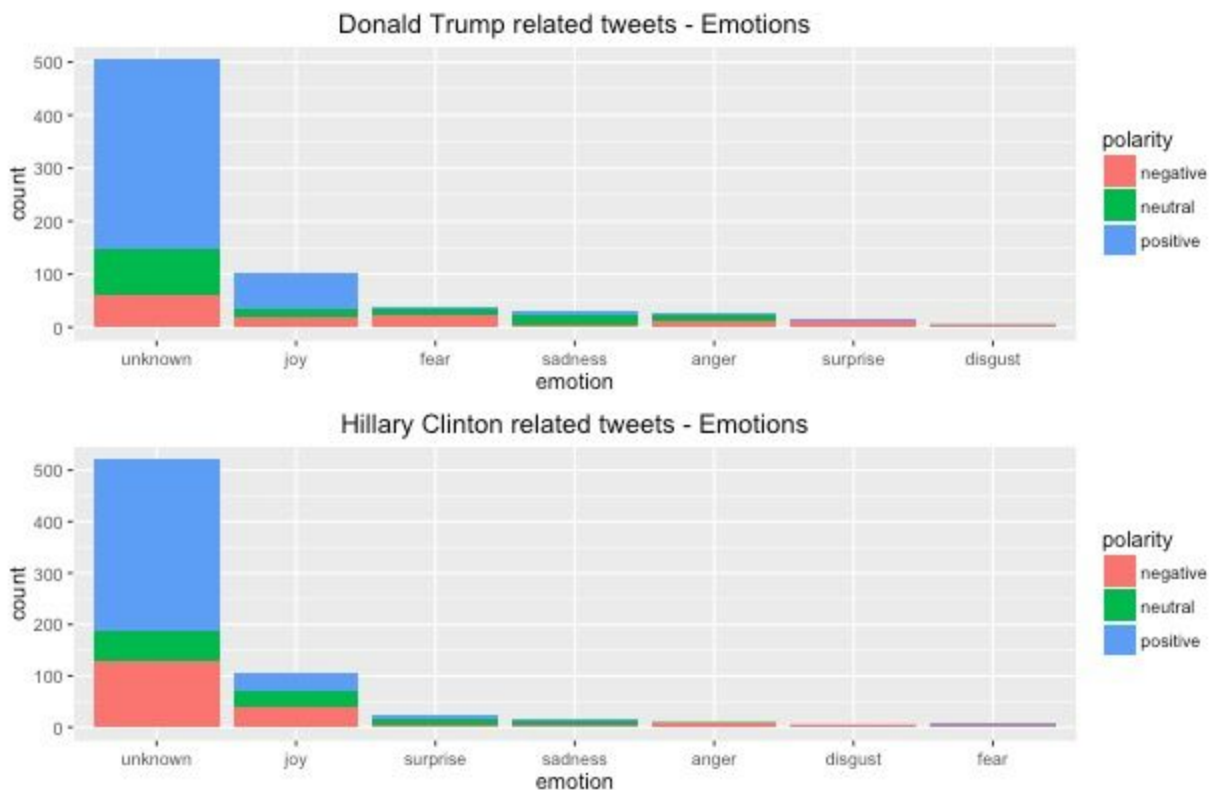 Donald Trump related tweets - Emotions
500
400
300
200
100
0
count
unknown joy fear sadness anger surprise disgust
emotion
polarity
negative
neutral
positive
Hillary Clinton related tweets - Emotions
500
400
300
200
100
0
count
unknown joy surprise sadness anger disgust fear
emotion
polarity
negative
neutral
positive